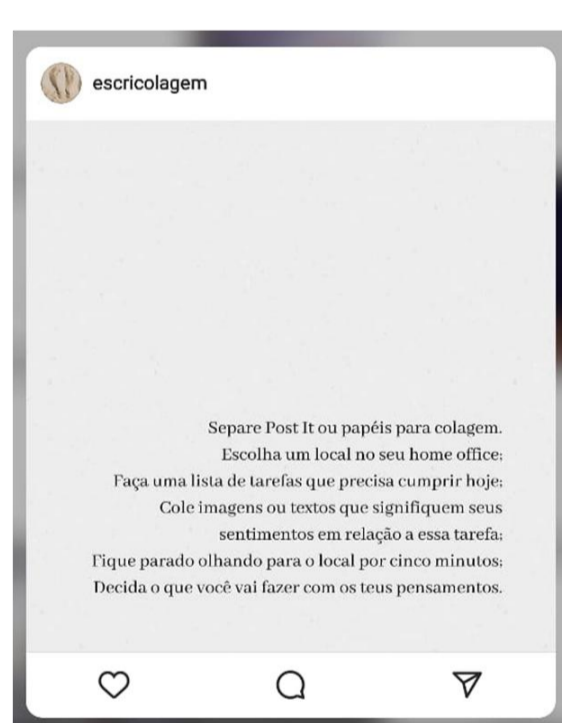 escricolagem
Separe Post It ou papéis para colagem.
Escolha um local no seu home office;
Faça uma lista de tarefas que precisa cumprir hoje;
Cole imagens ou textos que signifiquem seus
sentimentos em relação a essa tarefa;
Fique parado olhando para o local por cinco minutos;
Decida o que você vai fazer com os teus pensamentos.